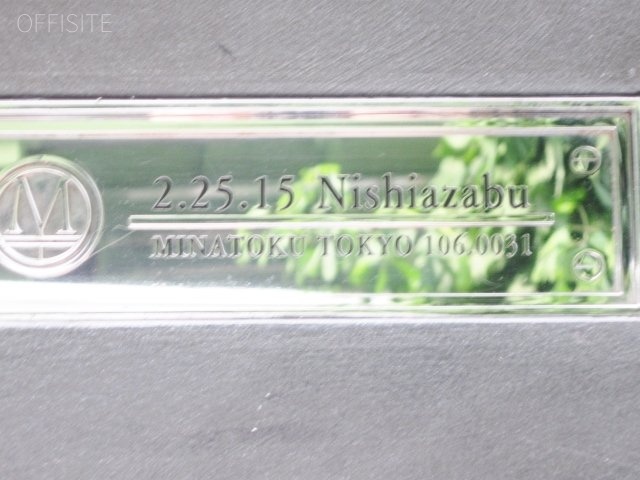 OFFISITE
M
2.25.15 Nishiazabu
MINATOKU TOKYO 106.0031